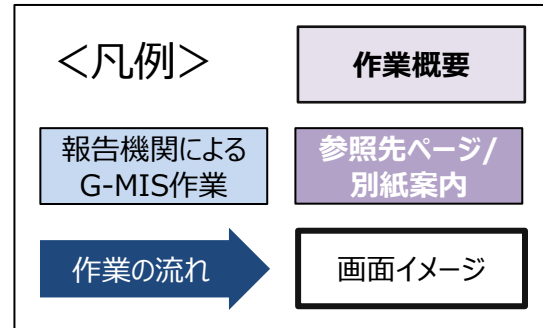 ＜凡例＞
作業概要
報告機関による
G-MIS作業
参照先ページ/
別紙案内
作業の流れ
画面イメージ